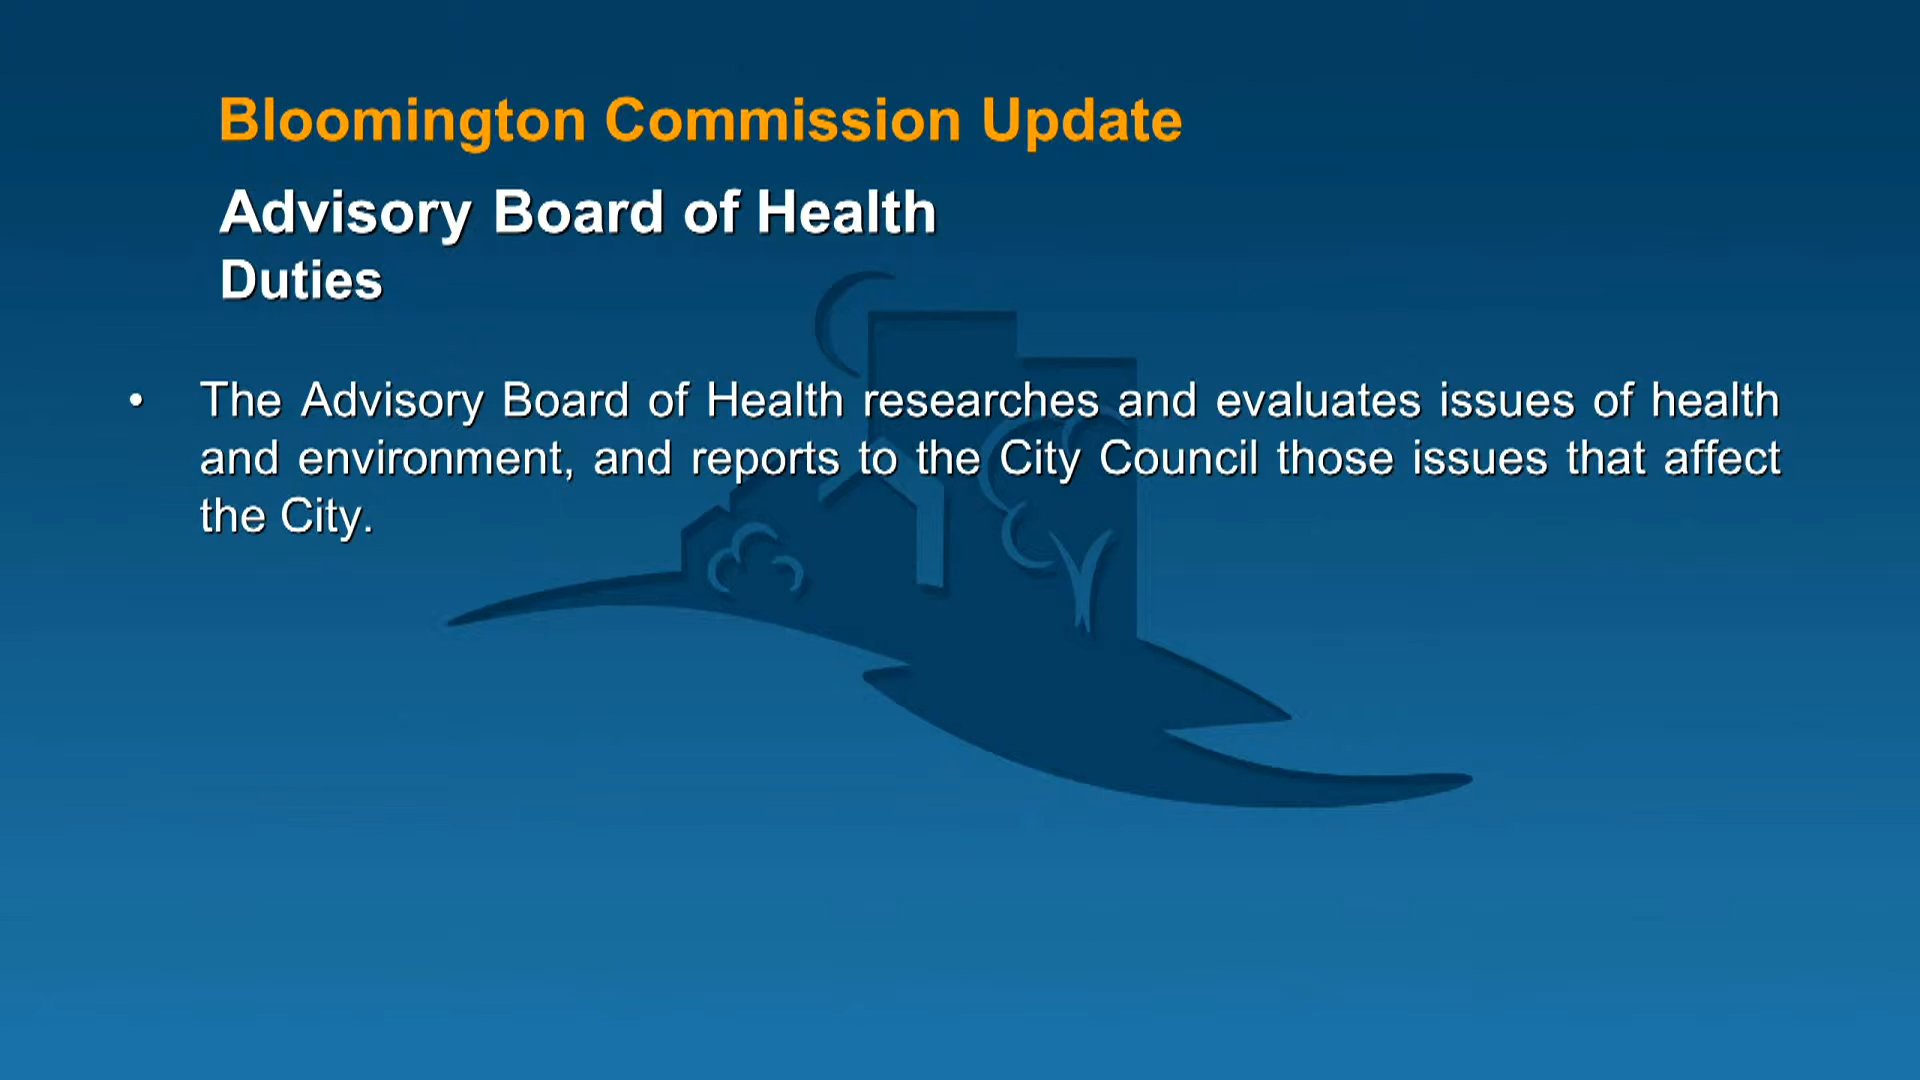 Bloomington Commission Update
Advisory Board of Health
Duties
• The Advisory Board of Health researches and evaluates issues of health
and environment, and reports to the City Council those issues that affect
the City.